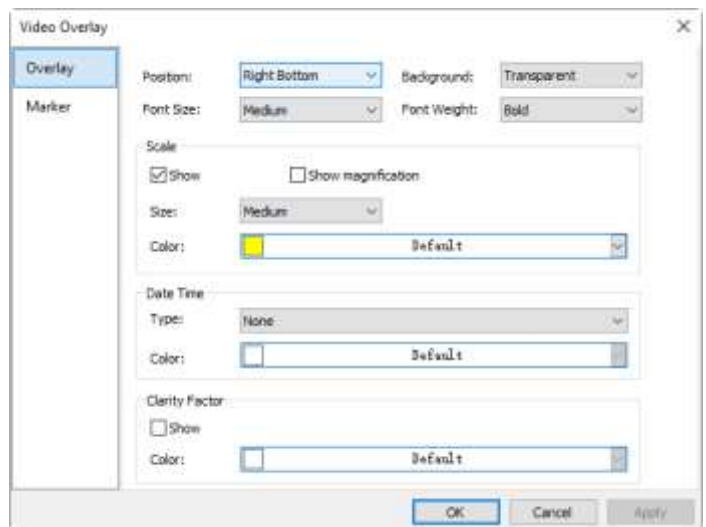 Video Overlay
Overlay
Marker
Position: Right Bottom Background: Transparent
Font Size: Medium Font Weight: Bold
Scale
Show Show magnification
Size: Medium
Color: Default
Date Time
Type: None
Color: Default
Clarity Factor
Show
Color: Default
OK Cancel Apply